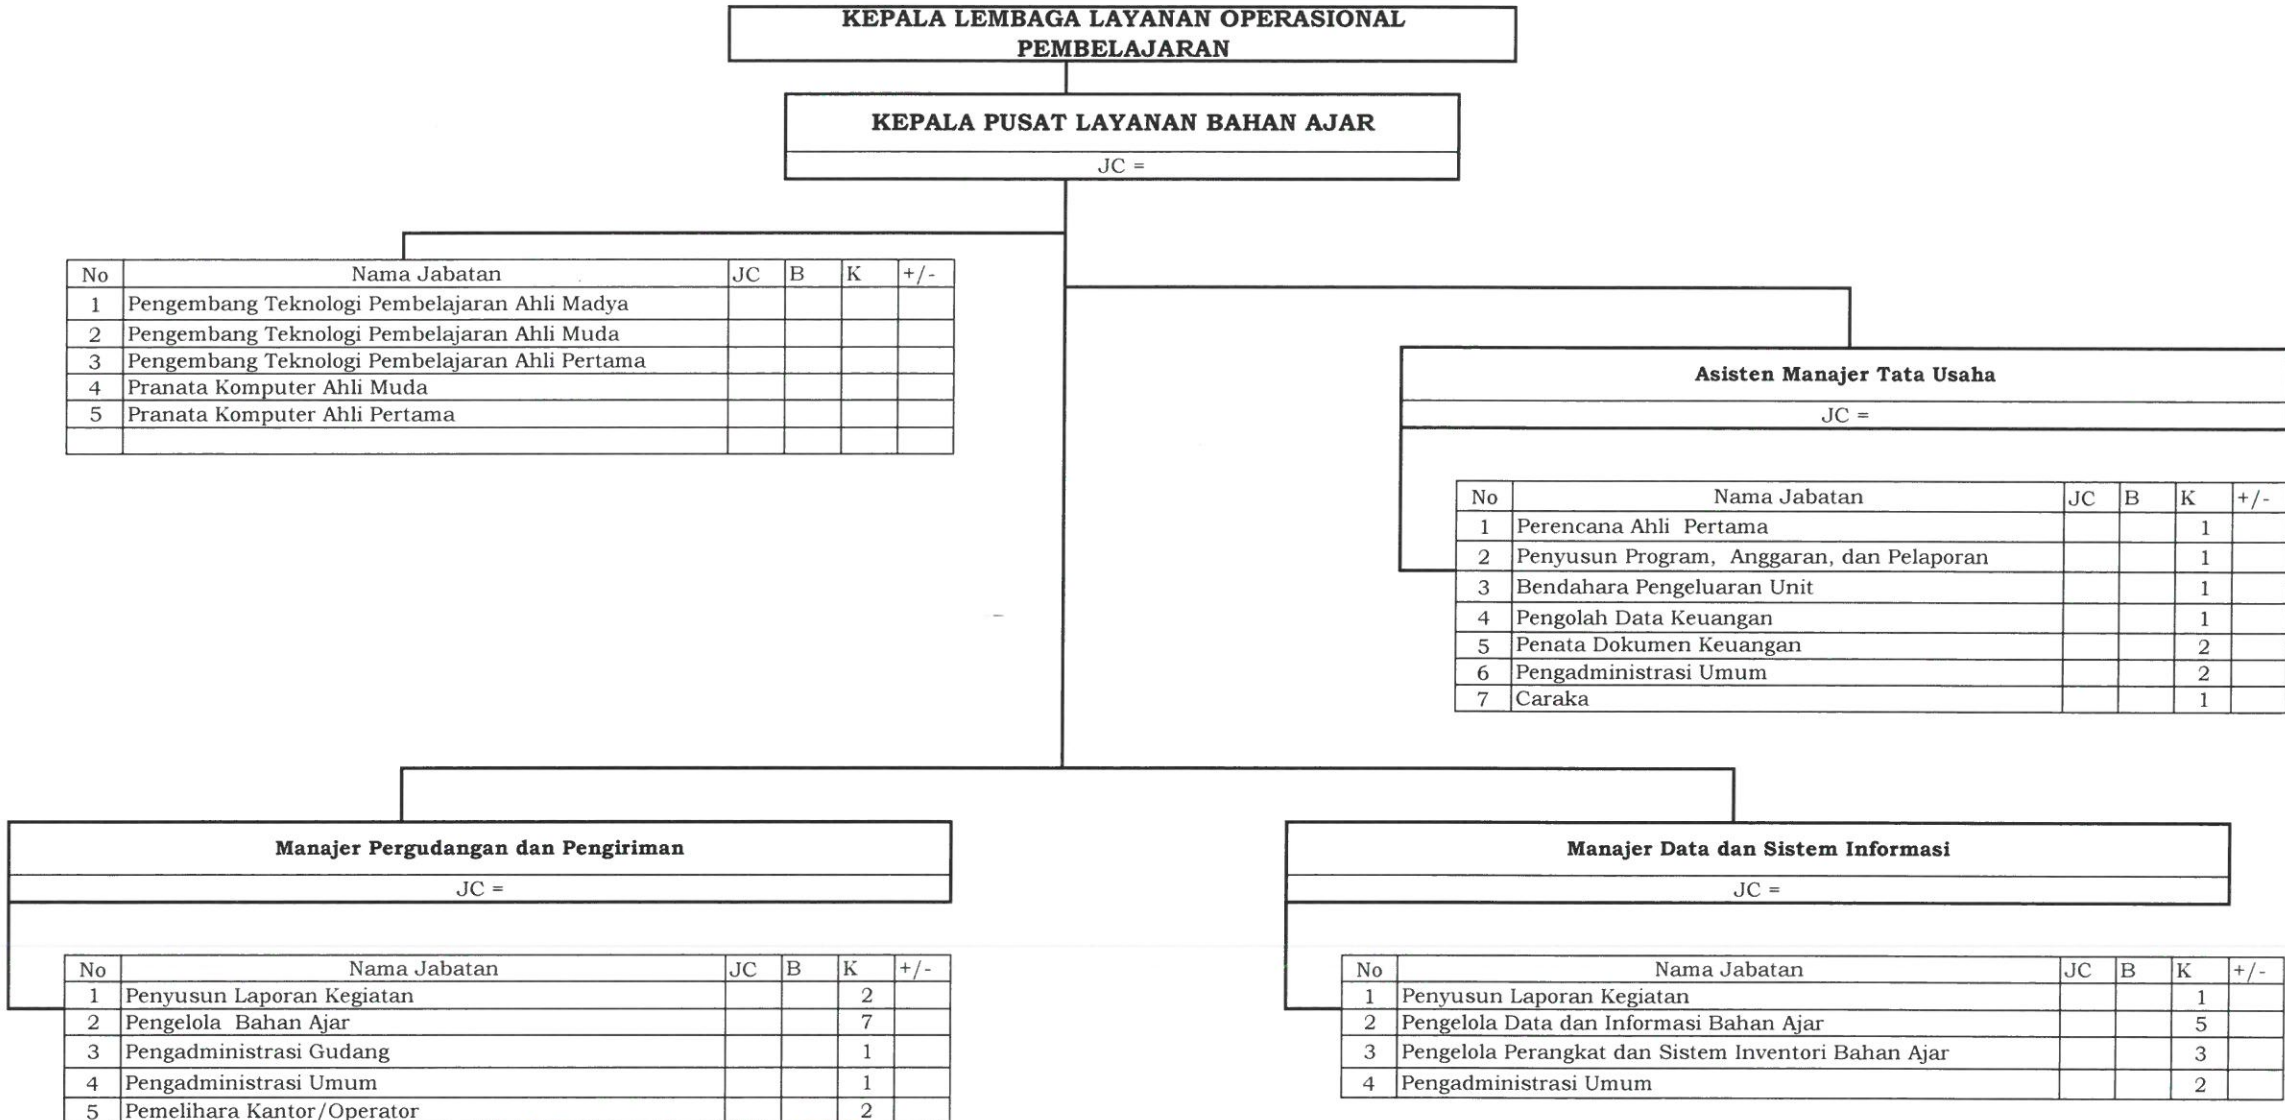 KEPALA LEMBAGA LAYANAN OPERASIONAL
PEMBELAJARAN
KEPALA PUSAT LAYANAN BAHAN AJAR
JC =
No Nama Jabatan JC B K +/-
1 Pengembang Teknologi Pembelajaran Ahli Madya
2 Pengembang Teknologi Pembelajaran Ahli Muda
3 Pengembang Teknologi Pembelajaran Ahli Pertama
4 Pranata Komputer Ahli Muda
5 Pranata Komputer Ahli Pertama
Asisten Manajer Tata Usaha
JC =
No Nama Jabatan JC B K +/-
1 Perencana Ahli Pertama 1
2 Penyusun Program, Anggaran, dan Pelaporan 1
3 Bendahara Pengeluaran Unit 1
4 Pengolah Data Keuangan 1
5 Penata Dokumen Keuangan 2
6 Pengadministrasi Umum 2
7 Caraka 1
Manajer Pergudangan dan Pengiriman
JC =
No Nama Jabatan JC B K +/-
1 Penyusun Laporan Kegiatan 2
2 Pengelola Bahan Ajar 7
3 Pengadministrasi Gudang 1
4 Pengadministrasi Umum 1
5 Pemelihara Kantor/Operator 2
Manajer Data dan Sistem Informasi
JC =
No Nama Jabatan JC B K +/-
1 Penyusun Laporan Kegiatan 1
2 Pengelola Data dan Informasi Bahan Ajar 5
3 Pengelola Perangkat dan Sistem Inventori Bahan Ajar 3
4 Pengadministrasi Umum 2